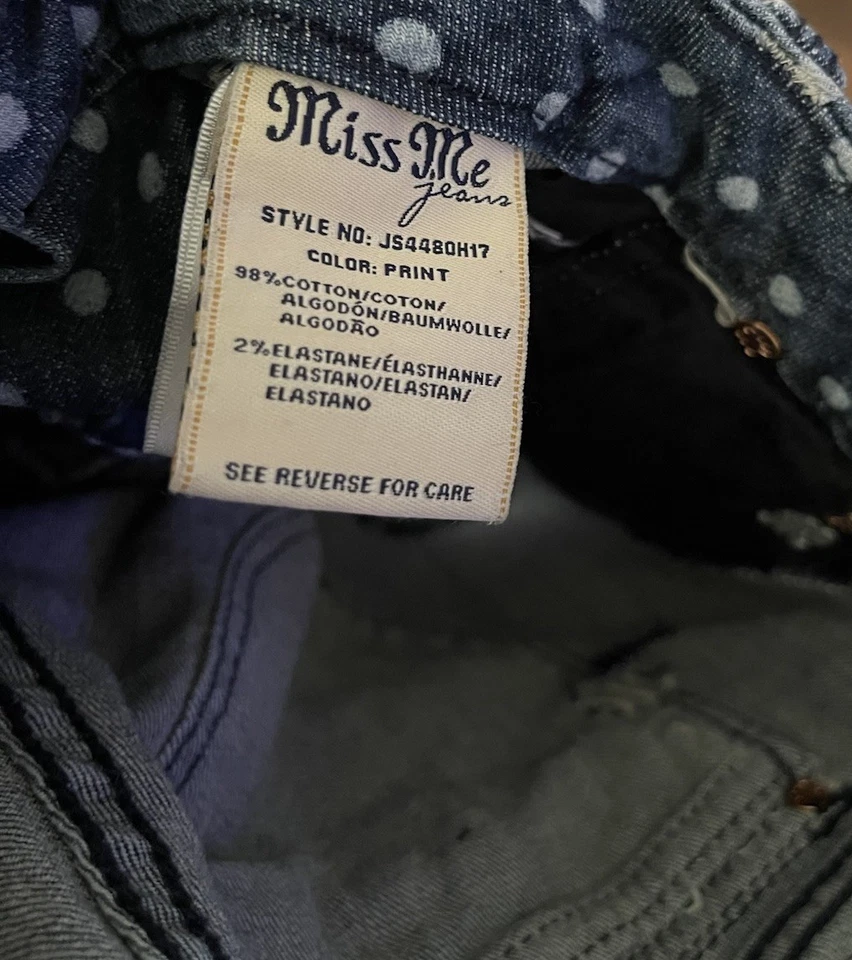 Miss Me
jeans
STYLE NO: JS4480H17
COLOR: PRINT
98%COTTON/COTON/
ALGODÓN/BAUMWOLLE/
ALGODÃO
2%ELASTANE/ÉLASTHANNE/
ELASTANO/ELASTAN/
ELASTANO
SEE REVERSE FOR CARE